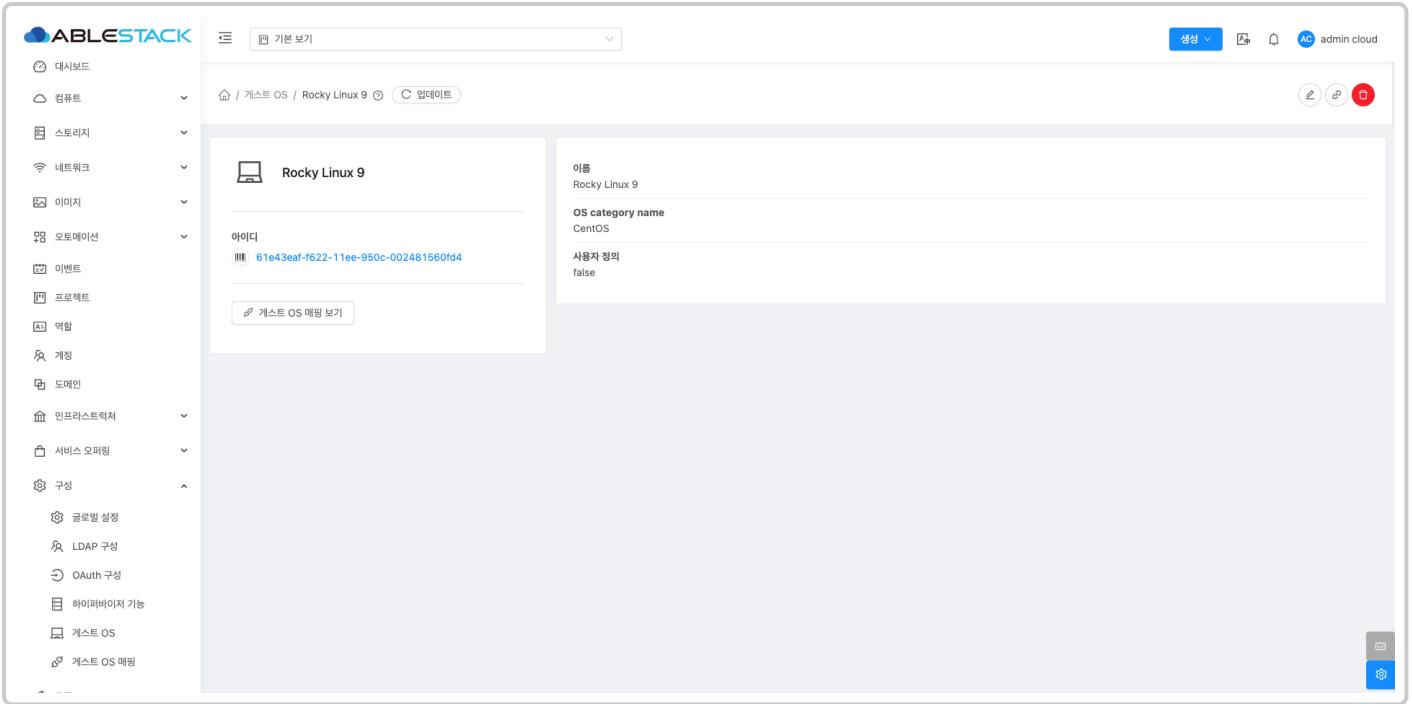 ABLESTACK
기본 보기
생성
AC
admin cloud
대시보드
컴퓨트
스토리지
네트워크
이미지
오토메이션
이벤트
프로젝트
역할
계정
도메인
인프라스트럭쳐
서비스 오퍼링
구성
글로벌 설정
LDAP 구성
OAuth 구성
하이퍼바이저 기능
게스트 OS
게스트 OS 매핑
/ 게스트 OS / Rocky Linux 9
업데이트
Rocky Linux 9
아이디
61e43eaf-f622-11ee-950c-002481560fd4
게스트 OS 매핑 보기
이름
Rocky Linux 9
OS category name
CentOS
사용자 정의
false